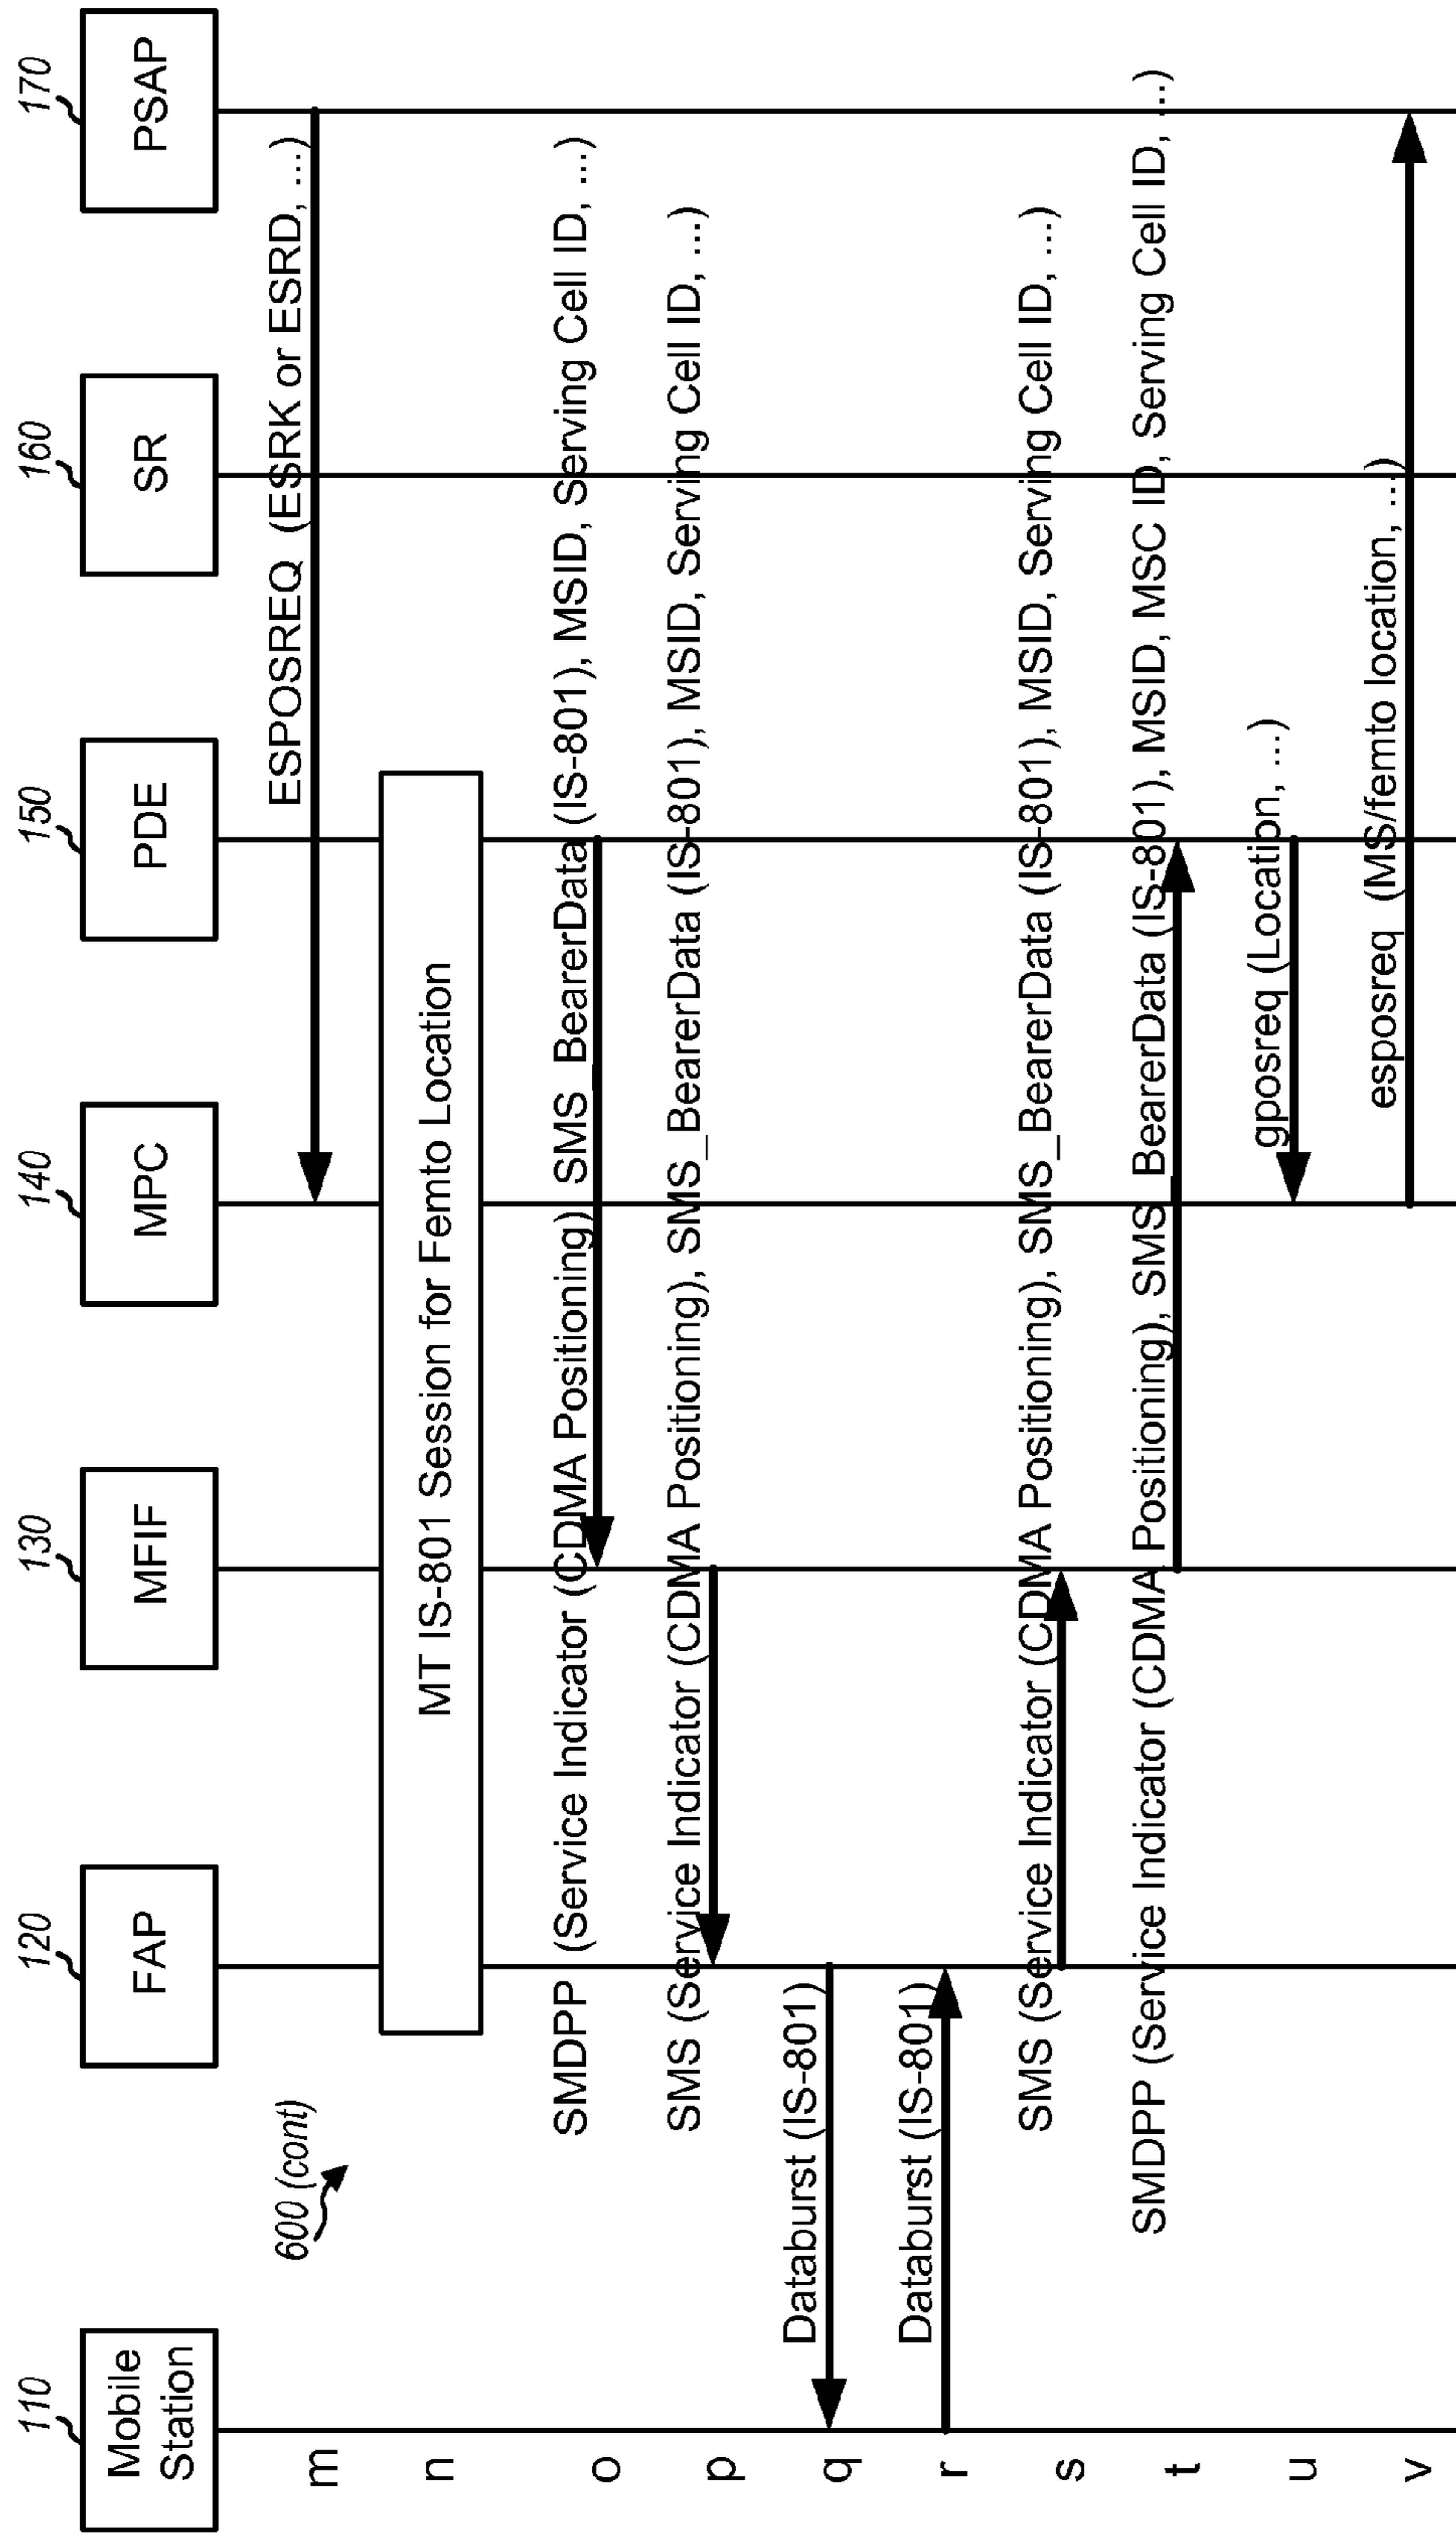 110
120
130
140
150
160
170
Mobile
Station
FAP
MFIF
MPC
PDE
SR
PSAP
600 (cont)
m
ESPOSREQ (ESRK or ESRD, ...)
n
MT IS-801 Session for Femto Location
o
SMDPP (Service Indicator (CDMA Positioning), SMS_BearerData (IS-801), MSID, Serving Cell ID, ...)
p
SMS (Service Indicator (CDMA Positioning), SMS_BearerData (IS-801), MSID, Serving Cell ID, ...)
q
Databurst (IS-801)
r
Databurst (IS-801)
s
SMS (Service Indicator (CDMA Positioning), SMS_BearerData (IS-801), MSID, Serving Cell ID, ...)
t
SMDPP (Service Indicator (CDMA Positioning), SMS_BearerData (IS-801), MSID, MSC ID, Serving Cell ID, ...)
u
gposreq (Location, ...)
v
esposreq (MS/femto location, ...)